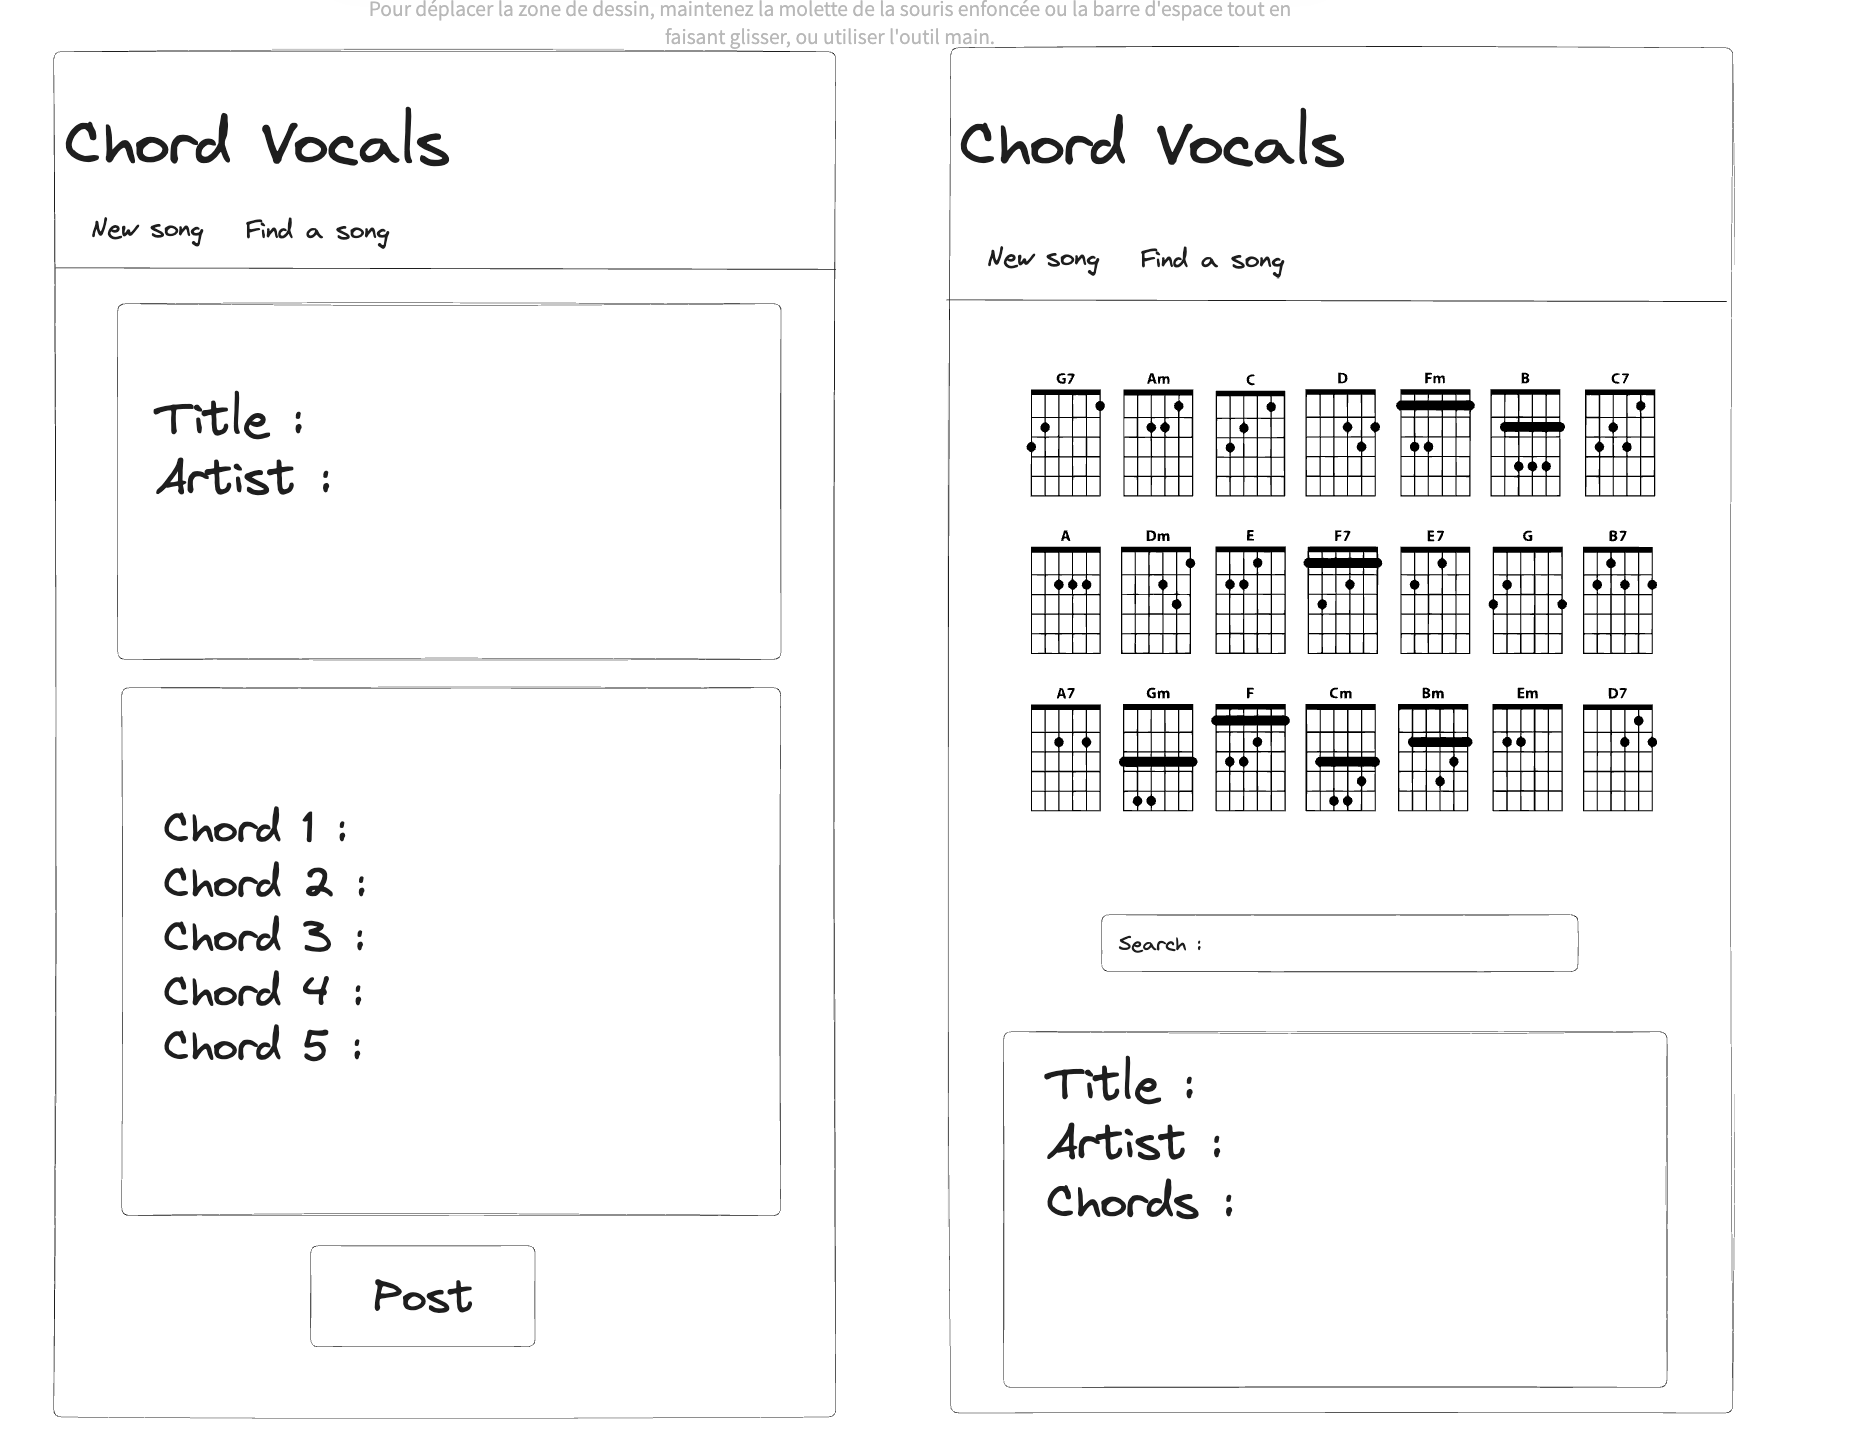 Pour déplacer la zone de dessin, maintenez la molette de la souris enfoncée ou la barre d'espace tout en
faisant glisser, ou utiliser l'outil main.
Chord Vocals
New song Find a song
Title :
Artist :
Chord 1 :
Chord 2 :
Chord 3 :
Chord 4 :
Chord 5 :
Post
Chord Vocals
New song Find a song
G7 Am C D Fm B C7
A Dm E F7 E7 G B7
A7 Gm F Cm Bm Em D7
Search :
Title :
Artist :
Chords :